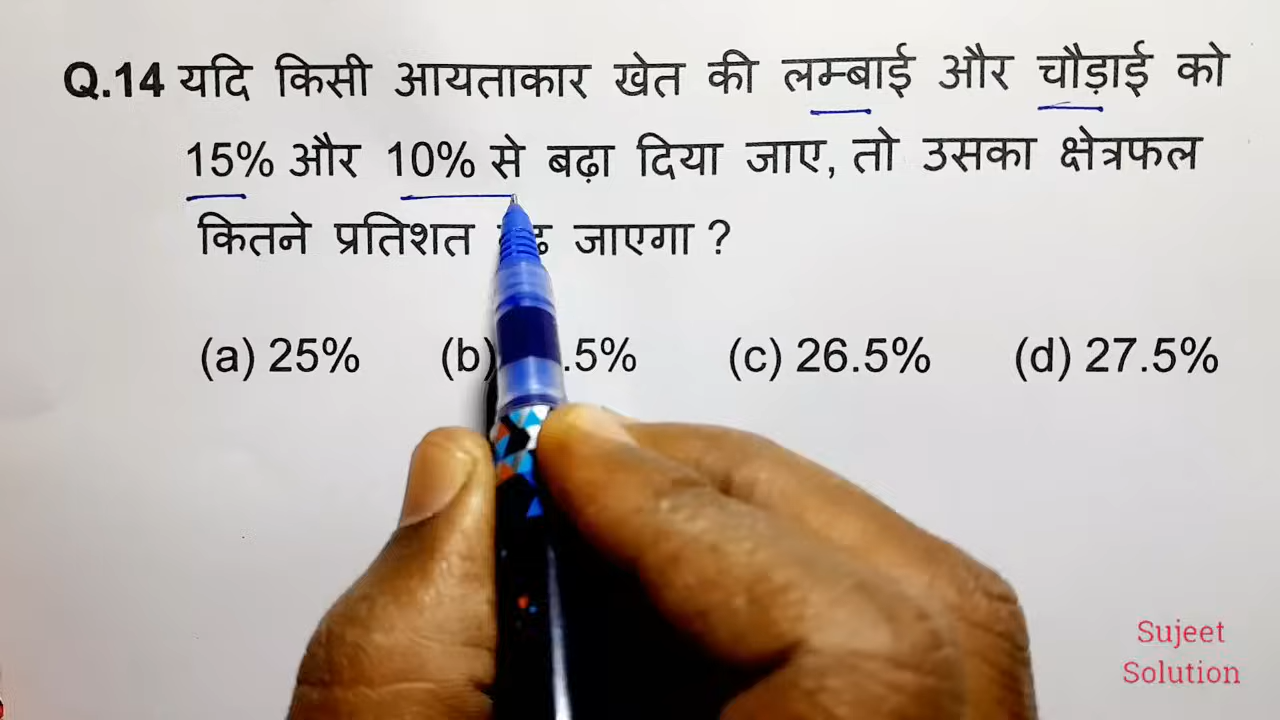 Q.14 यदि किसी आयताकार खेत की लम्बाई और चौड़ाई को
15% और 10% से बढ़ा दिया जाए, तो उसका क्षेत्रफल
कितने प्रतिशत जाएगा ?
(a) 25% (b) .5% (c) 26.5% (d) 27.5%
Sujeet
Solution